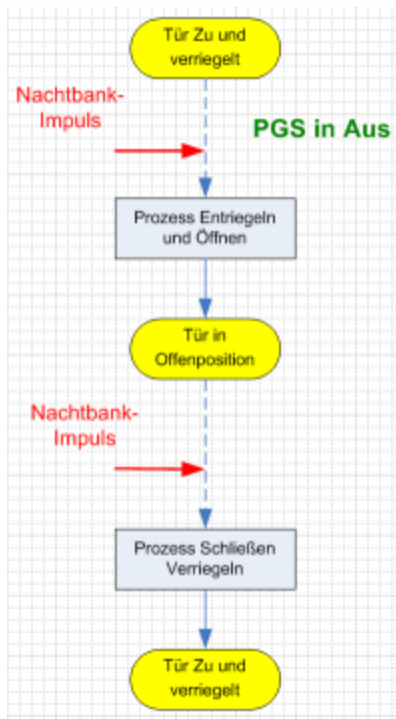 Tür Zu und
verriegelt
Nachtbank-
Impuls
PGS in Aus
Prozess Entriegeln
und Öffnen
Tür in
Offenposition
Nachtbank-
Impuls
Prozess Schließen
Verriegeln
Tür Zu und
verriegelt